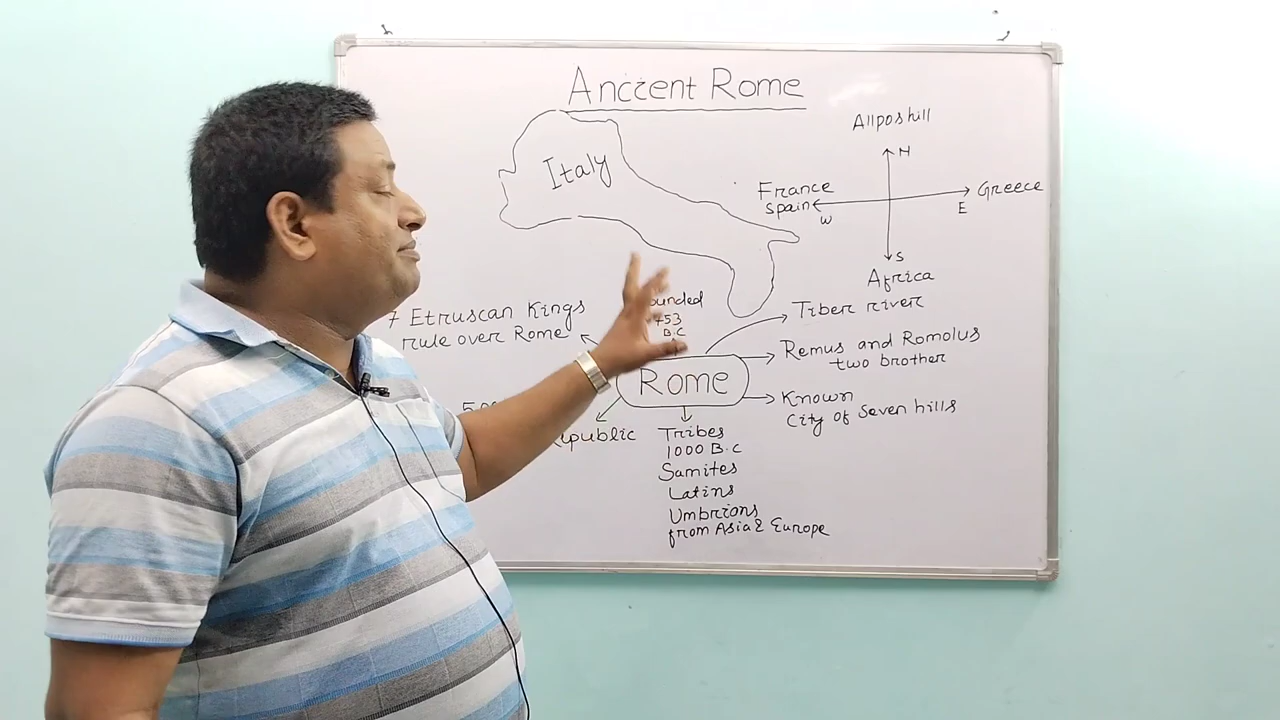 Ancient Rome
Italy
Allpos hill
N
France
spain
W
Greece
E
S
Africa
7 Etruscan Kings
rule over Rome
B.C
Tiber river
Remus and Romolus
two brother
Rome
Known
City of Seven hills
Tribes
1000 B.C
Samites
Latins
Umbrians
from Asia & Europe